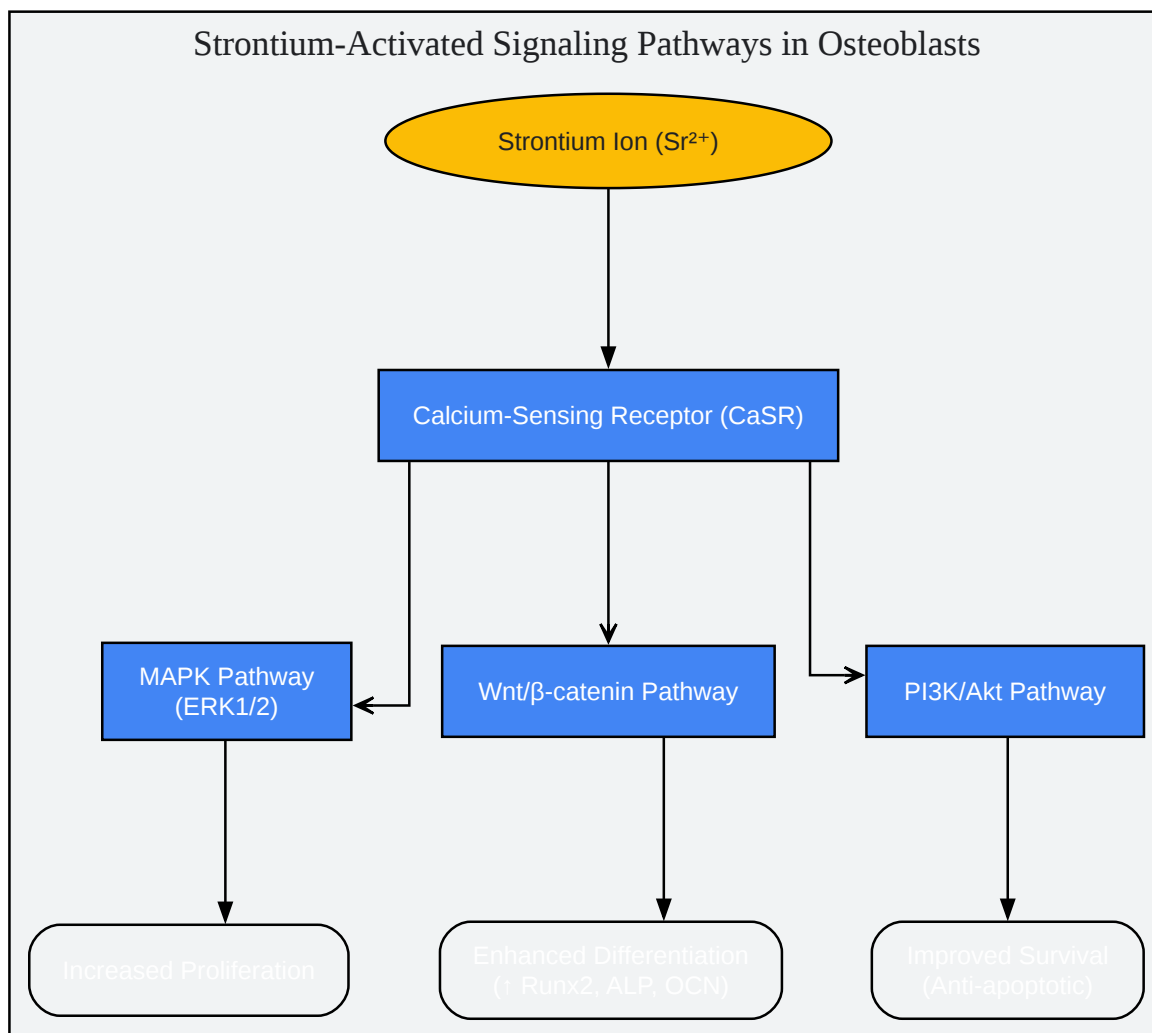 Strontium-Activated Signaling Pathways in Osteoblasts
Strontium Ion (Sr²⁺)
Calcium-Sensing Receptor (CaSR)
MAPK Pathway
(ERK1/2)
Wnt/β-catenin Pathway
PI3K/Akt Pathway
Increased Proliferation
Enhanced Differentiation
(↑ Runx2, ALP, OCN)
Improved Survival
(Anti-apoptotic)